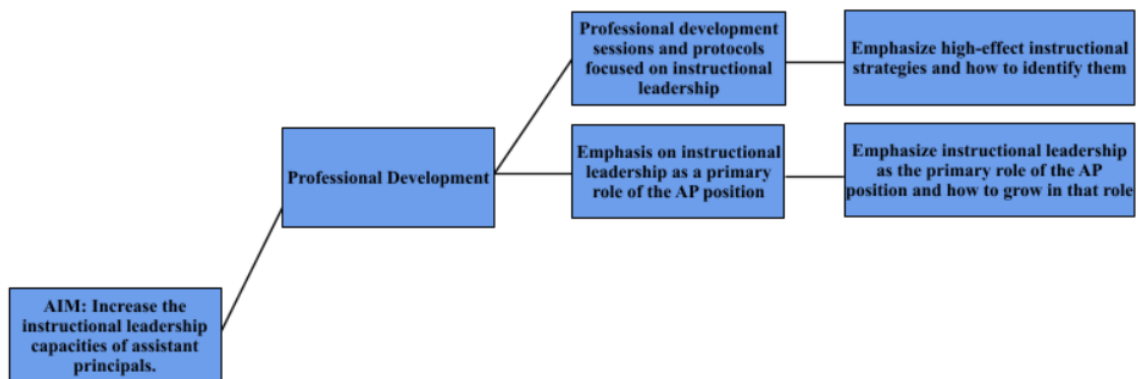 Professional development
sessions and protocols
focused on instructional
leadership
Emphasize high-effect instructional
strategies and how to identify them
Professional Development
Emphasis on instructional
leadership as a primary
role of the AP position
Emphasize instructional leadership
as the primary role of the AP
position and how to grow in that role
AIM: Increase the
instructional leadership
capacities of assistant
principals.